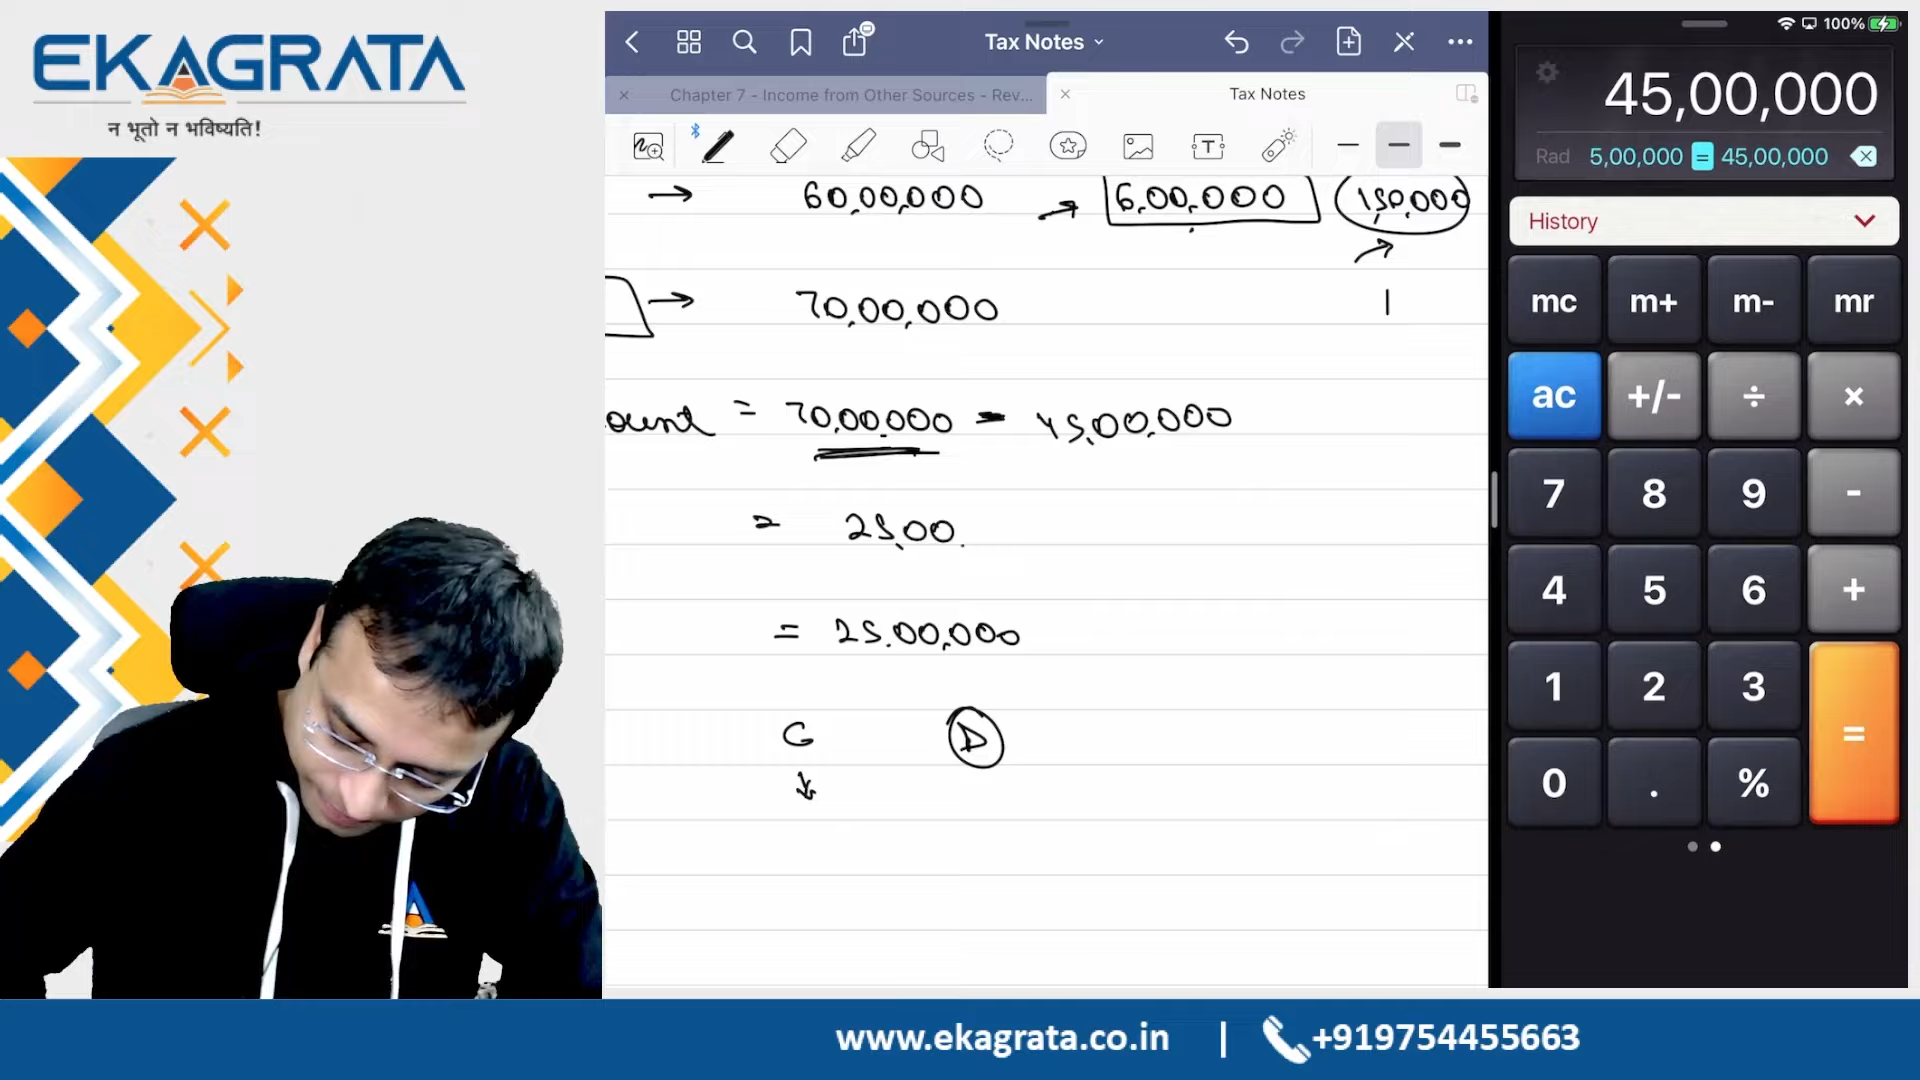 EKAGRATA
न भूतो न भविष्यति!
Tax Notes
Chapter 7 - Income from Other Sources - Rev...
Tax Notes
→ 60,00,000 → 6,00,000 1,50,000
→ 70,00,000 1
ount = 70,00,000 - 45,00,000
= 25,00.
= 25,00,000
G D
100%
45,00,000
Rad 5,00,000 = 45,00,000
History
mc m+ m- mr
ac +/- ÷ ×
7 8 9 -
4 5 6 +
1 2 3 =
0 . %
www.ekagrata.co.in | +919754455663